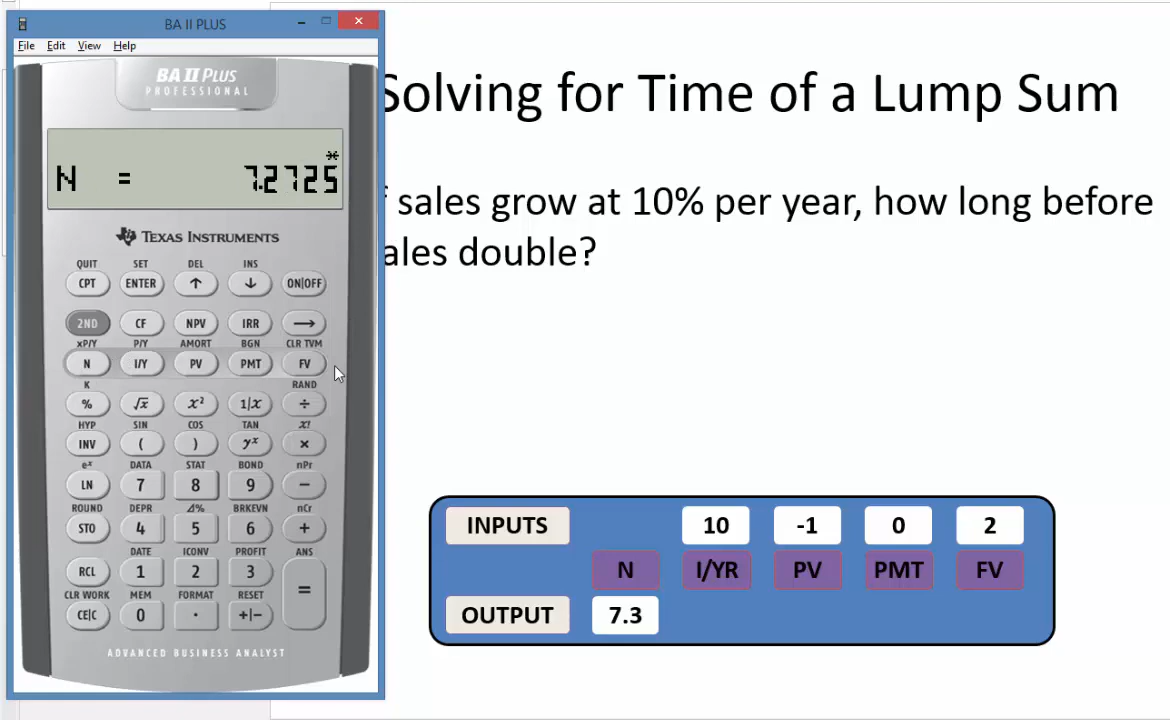 BA II PLUS
File Edit View Help
BA II PLUS
PROFESSIONAL
N = 7.2725
*
TEXAS INSTRUMENTS
QUIT SET DEL INS
CPT ENTER ↑ ↓ ON|OFF
2ND CF NPV IRR →
xP/Y P/Y AMORT BGN CLR TVM
N I/Y PV PMT FV
K RAND
% √x x² 1/x ÷
HYP SIN COS TAN x!
INV ( ) yˣ ×
eˣ DATA STAT BOND nPr
LN 7 8 9 −
ROUND DEPR Δ% BRKEVN nCr
STO 4 5 6 +
DATE ICONV PROFIT ANS
RCL 1 2 3 =
CLR WORK MEM FORMAT RESET
CE|C 0 . +|−
ADVANCED BUSINESS ANALYST
Solving for Time of a Lump Sum
sales grow at 10% per year, how long before
ales double?
INPUTS 10 -1 0 2
N I/YR PV PMT FV
OUTPUT 7.3